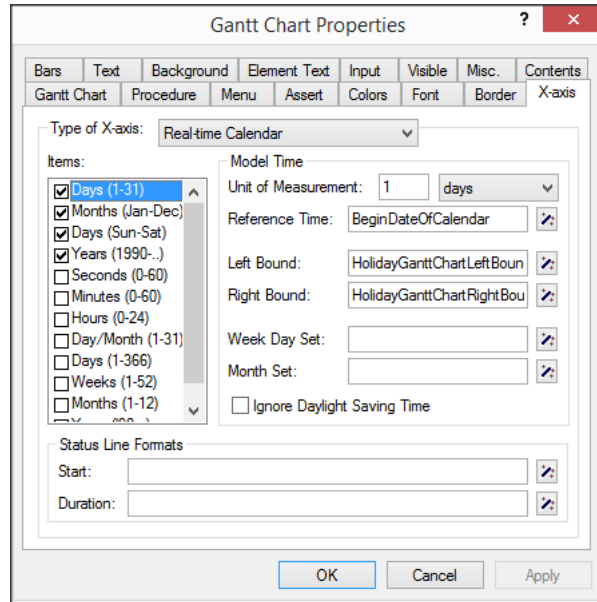 Gantt Chart Properties
?
Bars Text Background Element Text Input Visible Misc. Contents
Gantt Chart Procedure Menu Assert Colors Font Border X-axis
Type of X-axis: Real-time Calendar
Items:
Days (1-31)
Months (Jan-Dec)
Days (Sun-Sat)
Years (1990-..)
Seconds (0-60)
Minutes (0-60)
Hours (0-24)
Day/Month (1-31)
Days (1-366)
Weeks (1-52)
Months (1-12)
Model Time
Unit of Measurement: 1 days
Reference Time: BeginDateOfCalendar
Left Bound: HolidayGanttChartLeftBoun
Right Bound: HolidayGanttChartRightBou
Week Day Set:
Month Set:
Ignore Daylight Saving Time
Status Line Formats
Start:
Duration:
OK Cancel Apply